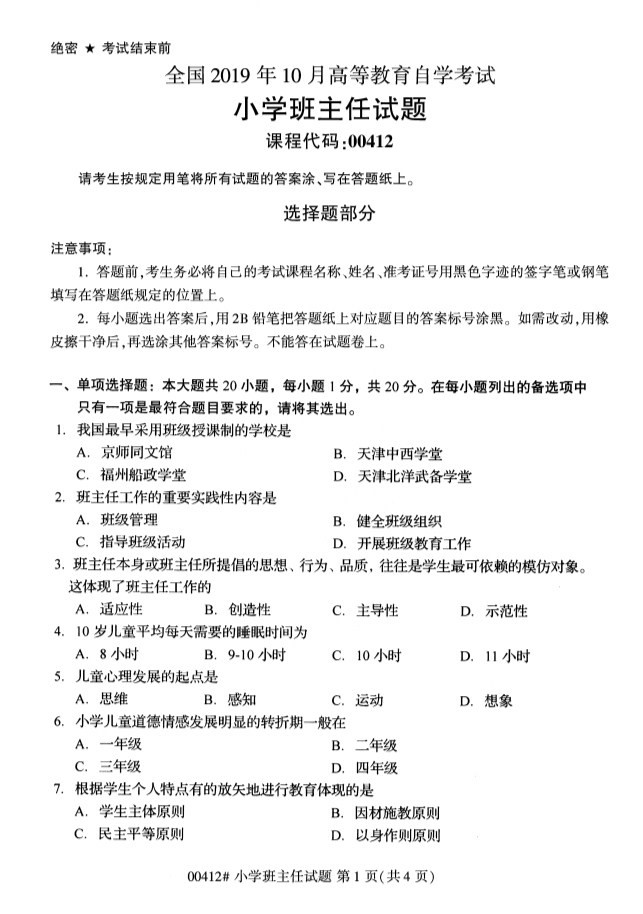 绝密 ★ 考试结束前
全国 2019 年 10 月高等教育自学考试
小学班主任试题
课程代码:00412
请考生按规定用笔将所有试题的答案涂、写在答题纸上。
选择题部分
注意事项:
1. 答题前,考生务必将自己的考试课程名称、姓名、准考证号用黑色字迹的签字笔或钢笔
填写在答题纸规定的位置上。
2. 每小题选出答案后,用 2B 铅笔把答题纸上对应题目的答案标号涂黑。如需改动,用橡
皮擦干净后,再选涂其他答案标号。不能答在试题卷上。
一、单项选择题：本大题共 20 小题，每小题 1 分，共 20 分。在每小题列出的备选项中
只有一项是最符合题目要求的，请将其选出。
1. 我国最早采用班级授课制的学校是
A. 京师同文馆 B. 天津中西学堂
C. 福州船政学堂 D. 天津北洋武备学堂
2. 班主任工作的重要实践性内容是
A. 班级管理 B. 健全班级组织
C. 指导班级活动 D. 开展班级教育工作
3. 班主任本身或班主任所提倡的思想、行为、品质，往往是学生最可依赖的模仿对象。
这体现了班主任工作的
A. 适应性 B. 创造性 C. 主导性 D. 示范性
4. 10 岁儿童平均每天需要的睡眠时间为
A. 8 小时 B. 9-10 小时 C. 10 小时 D. 11 小时
5. 儿童心理发展的起点是
A. 思维 B. 感知 C. 运动 D. 想象
6. 小学儿童道德情感发展明显的转折期一般在
A. 一年级 B. 二年级
C. 三年级 D. 四年级
7. 根据学生个人特点有的放矢地进行教育体现的是
A. 学生主体原则 B. 因材施教原则
C. 民主平等原则 D. 以身作则原则
00412# 小学班主任试题 第 1 页(共 4 页)